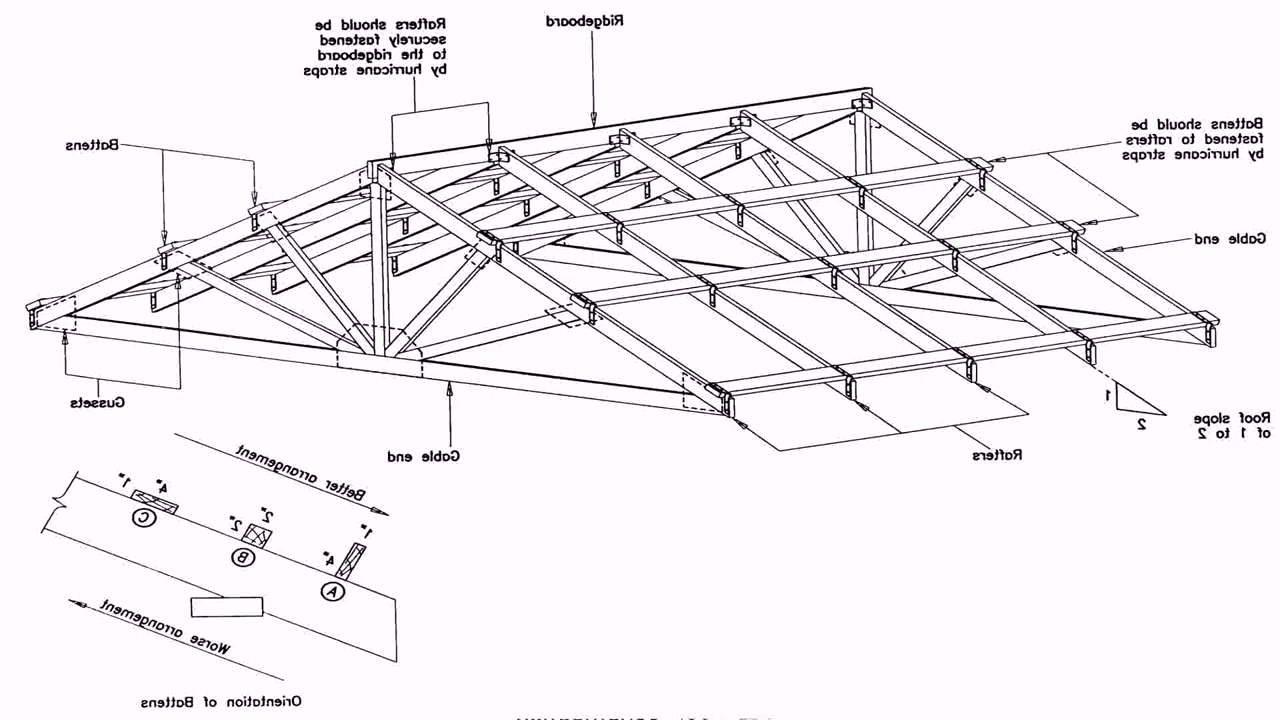 Rafters should be
securely fastened
to the ridgeboard
by hurricane straps
Ridgeboard
Battens
Battens should be
fastened to rafters
by hurricane straps
Gable end
Gussets
Gable end
Rafters
1
2
Roof slope
of 1 to 2
Better arrangement
1"
4"
C
2"
2"
B
1"
4"
A
Worse arrangement
Orientation of Battens